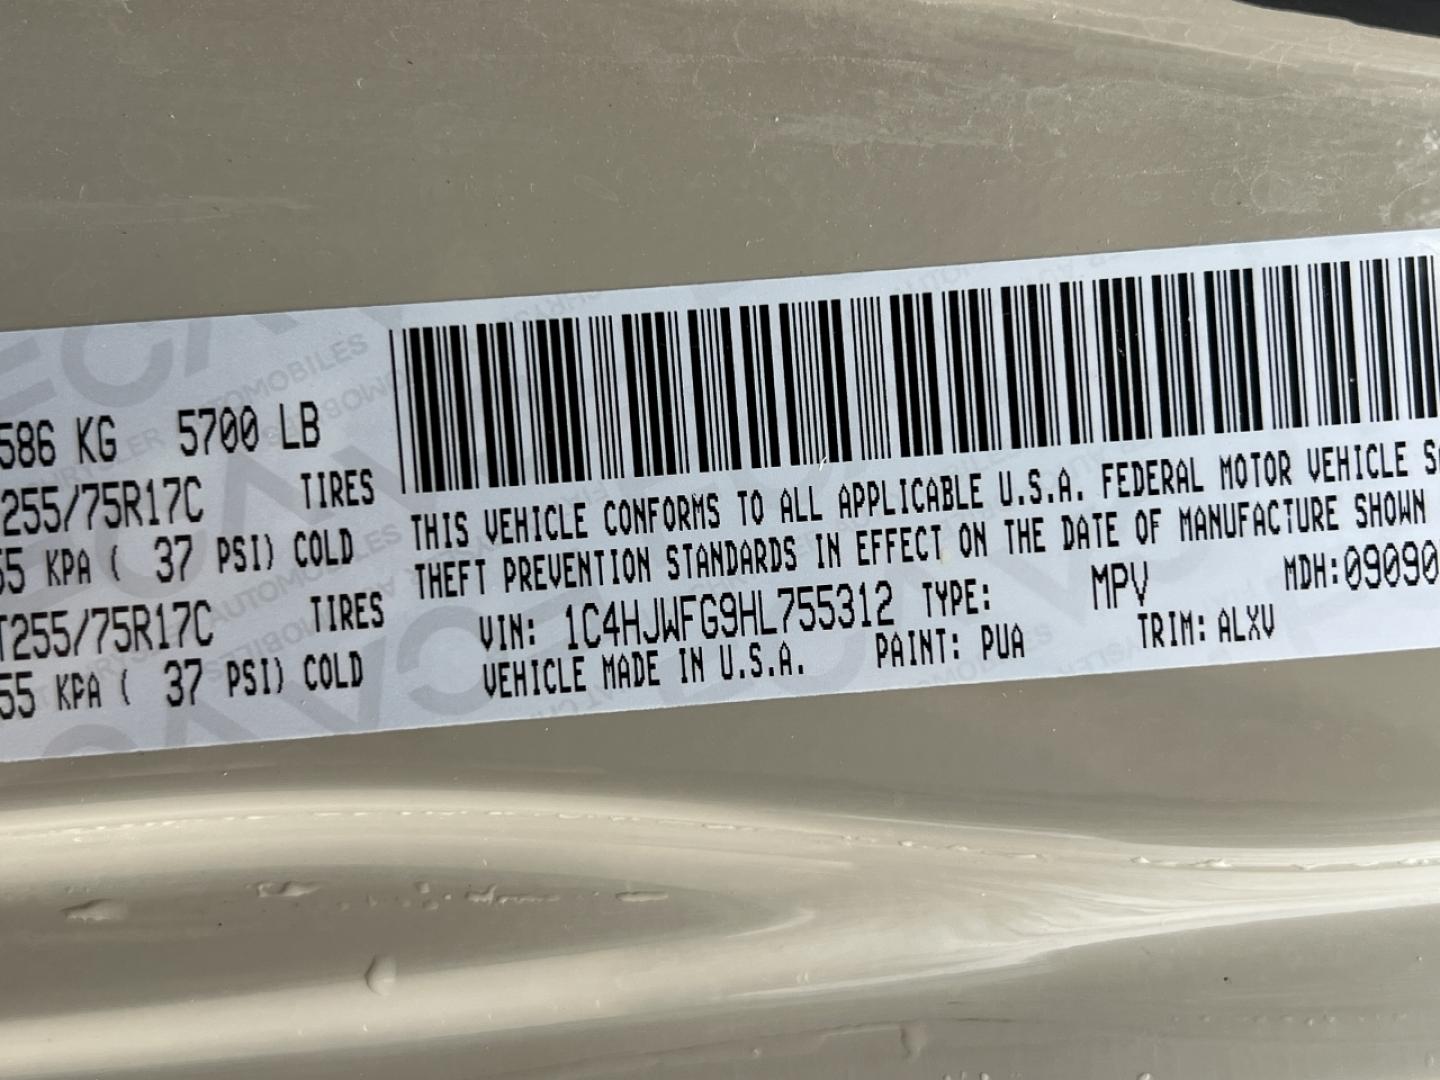 586 KG 5700 LB
255/75R17C TIRES
55 KPA ( 37 PSI) COLD
T255/75R17C TIRES
55 KPA ( 37 PSI) COLD
THIS VEHICLE CONFORMS TO ALL APPLICABLE U.S.A. FEDERAL MOTOR VEHICLE
THEFT PREVENTION STANDARDS IN EFFECT ON THE DATE OF MANUFACTURE SHOWN
VIN: 1C4HJWFG9HL755312 TYPE: MPV MDH:09090
VEHICLE MADE IN U.S.A. PAINT: PUA TRIM: ALXV